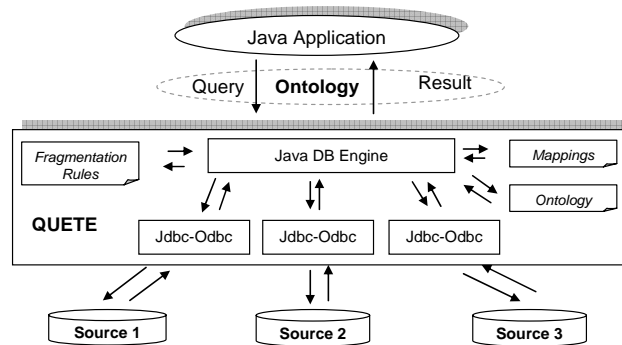 Java Application
Query Ontology Result
Fragmentation
Rules
Java DB Engine
Mappings
Ontology
QUETE
Jdbc-Odbc Jdbc-Odbc Jdbc-Odbc
Source 1 Source 2 Source 3